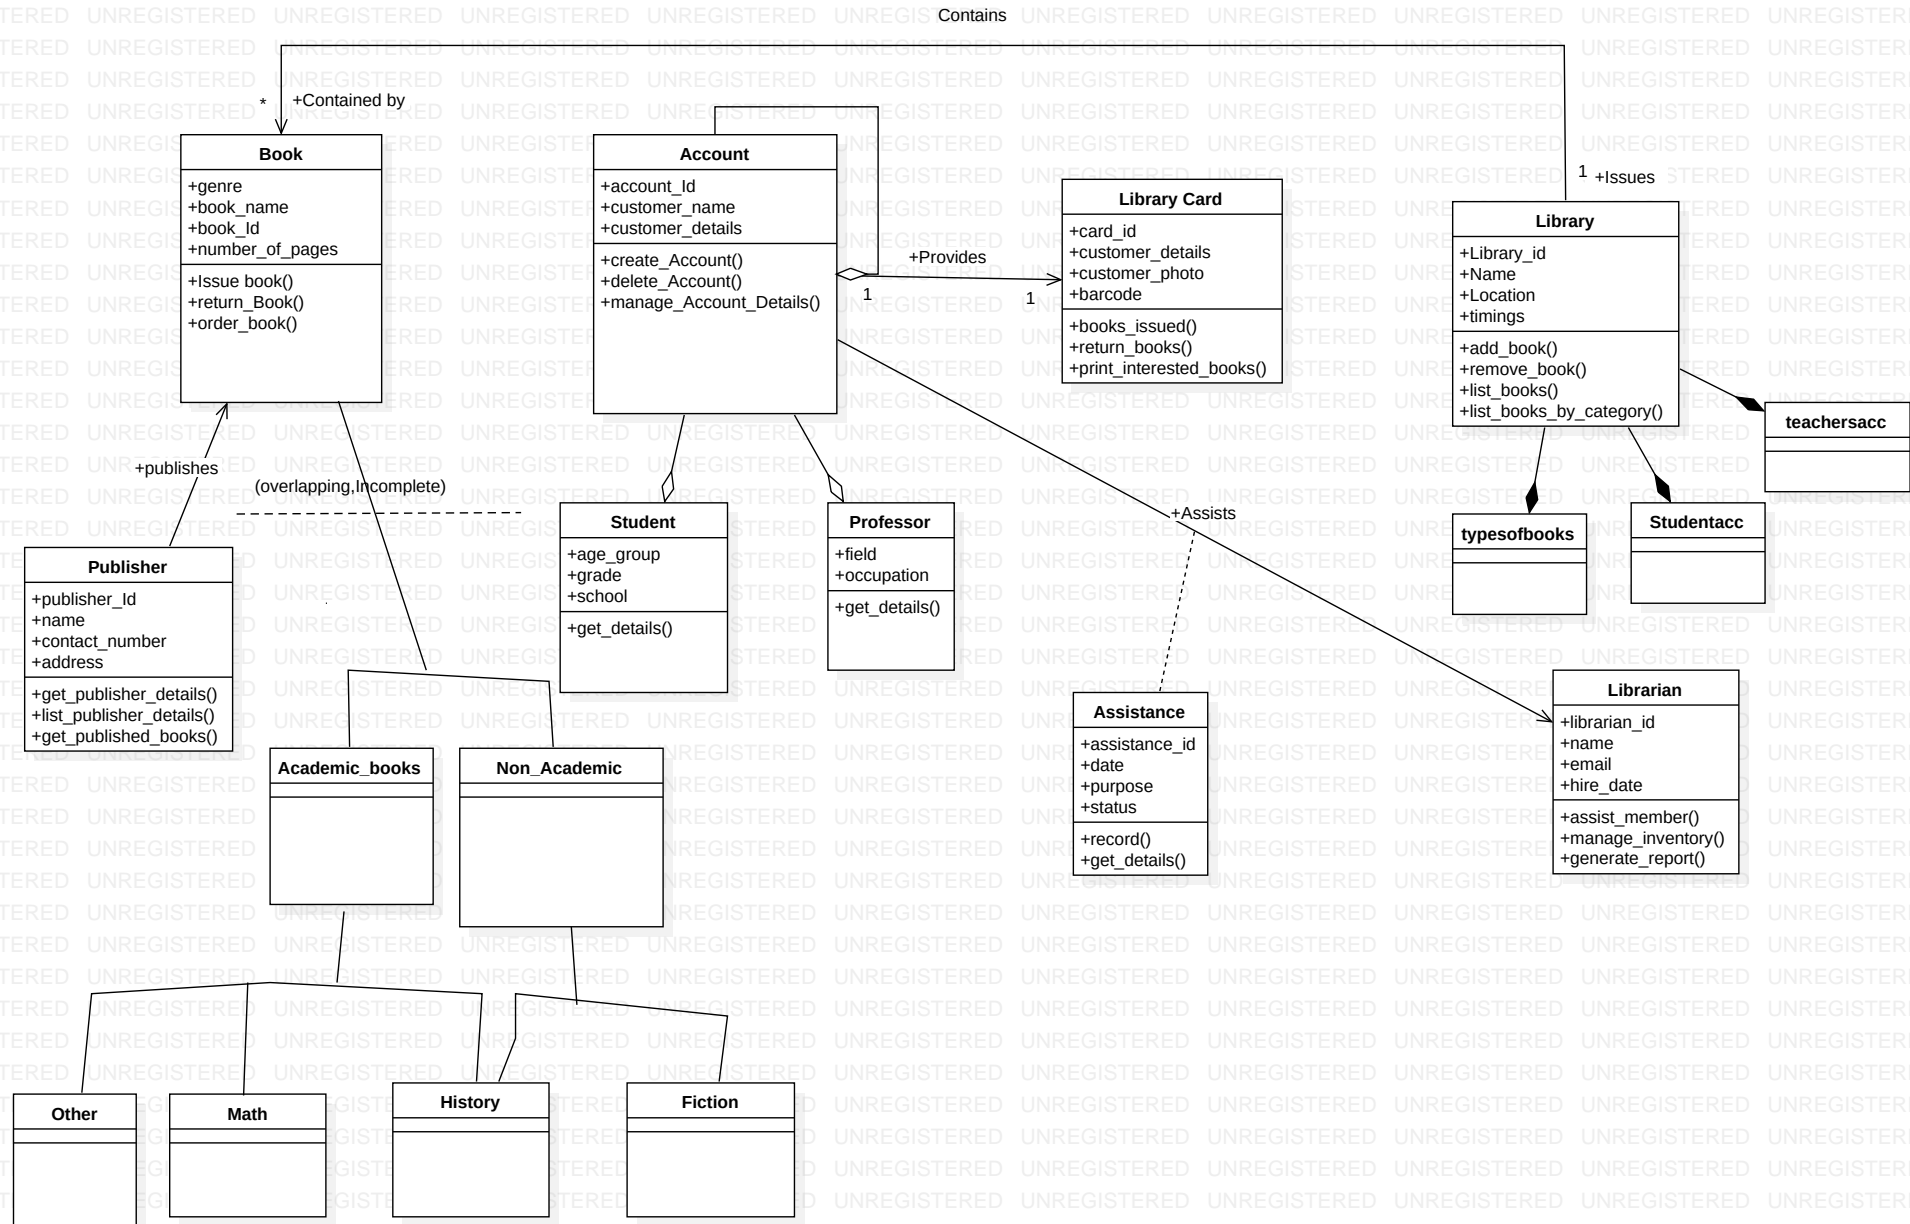 Contains
*
+Contained by
Book
+genre
+book_name
+book_Id
+number_of_pages
+Issue book()
+return_Book()
+order_book()
Account
+account_Id
+customer_name
+customer_details
+create_Account()
+delete_Account()
+manage_Account_Details()
+Provides
1
1
Library Card
+card_id
+customer_details
+customer_photo
+barcode
+books_issued()
+return_books()
+print_interested_books()
1
+Issues
Library
+Library_id
+Name
+Location
+timings
+add_book()
+remove_book()
+list_books()
+list_books_by_category()
teachersacc
typesofbooks
Studentacc
+publishes
(overlapping,Incomplete)
Publisher
+publisher_Id
+name
+contact_number
+address
+get_publisher_details()
+list_publisher_details()
+get_published_books()
Student
+age_group
+grade
+school
+get_details()
Professor
+field
+occupation
+get_details()
+Assists
Assistance
+assistance_id
+date
+purpose
+status
+record()
+get_details()
Librarian
+librarian_id
+name
+email
+hire_date
+assist_member()
+manage_inventory()
+generate_report()
Academic_books
Non_Academic
Other
Math
History
Fiction
UNREGISTERED